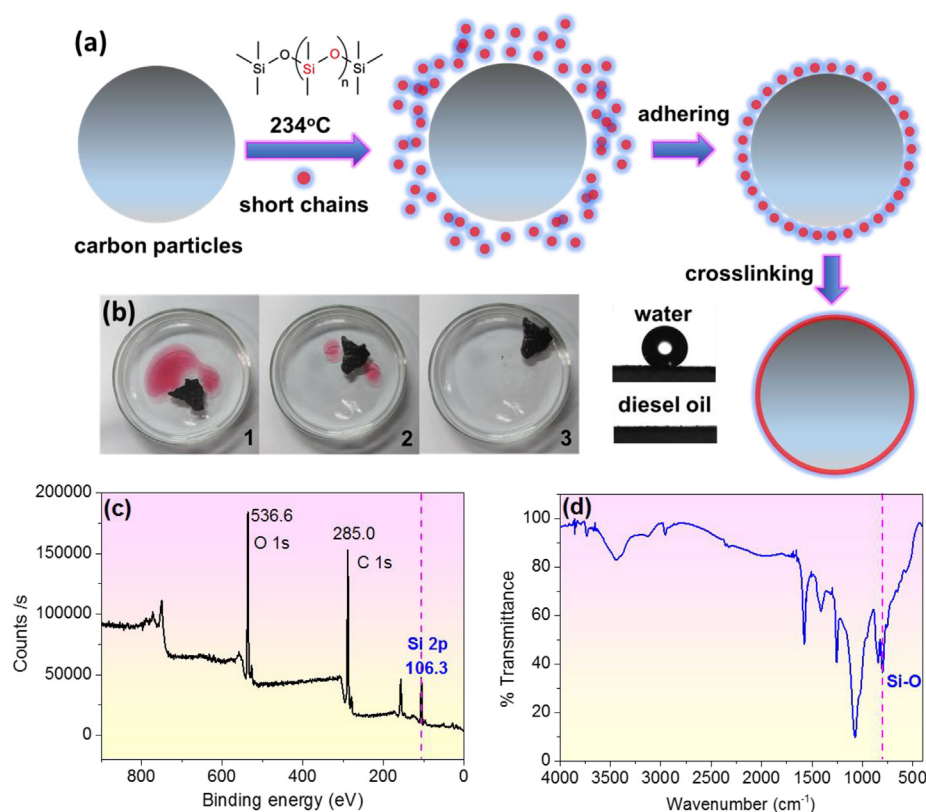 (a)
Si
O
Si
O
Si
n
234°C
short chains
carbon particles
adhering
crosslinking
(b)
1
2
3
water
diesel oil
(c)
200000
150000
100000
50000
0
Counts /s
536.6
O 1s
285.0
C 1s
Si 2p
106.3
800
600
400
200
0
Binding energy (eV)
(d)
100
80
60
40
20
0
% Transmittance
Si-O
4000 3500 3000 2500 2000 1500 1000 500
Wavenumber (cm⁻¹)